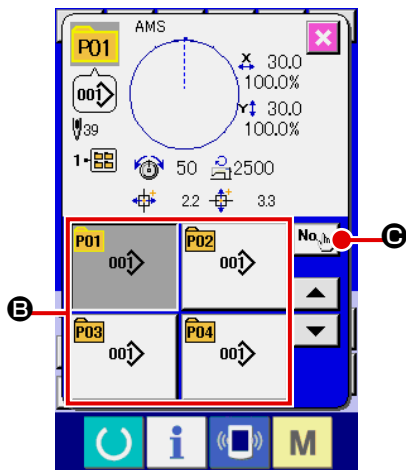 AMS
P01
X 30.0
100.0%
001
Y 30.0
100.0%
39
1-
50 2500
2.2 3.3
P01 P02 No.
001 001
C
B
P03 P04
001 001
i M